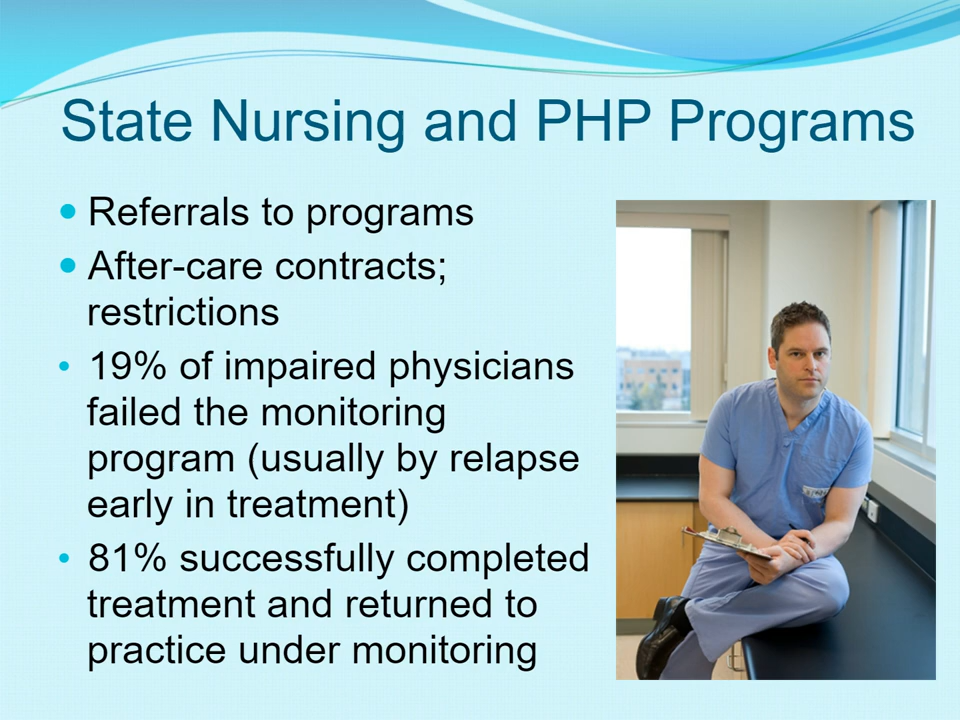 State Nursing and PHP Programs
• Referrals to programs
• After-care contracts;
restrictions
• 19% of impaired physicians
failed the monitoring
program (usually by relapse
early in treatment)
• 81% successfully completed
treatment and returned to
practice under monitoring